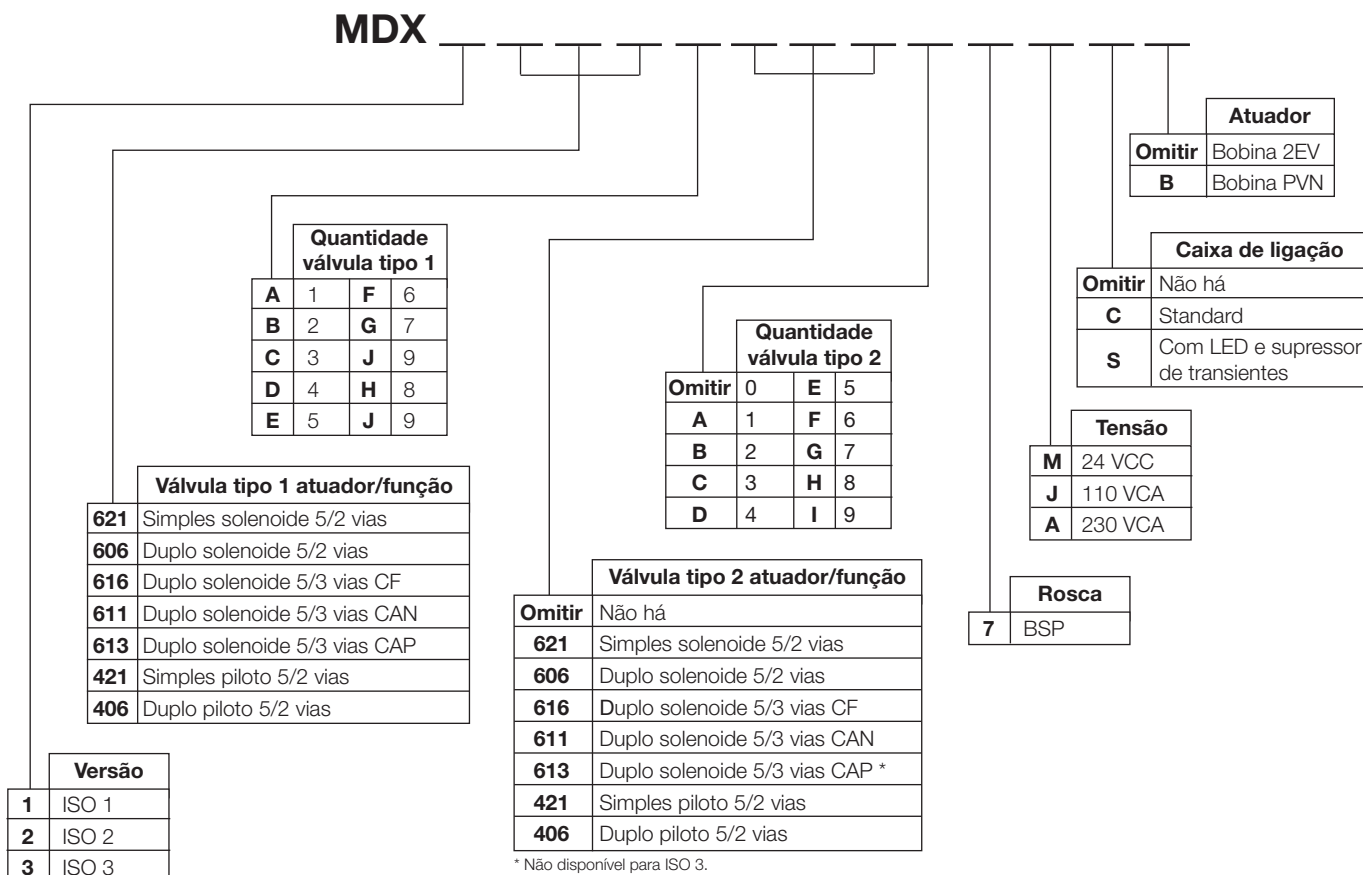 MDX
Atuador
Omitir Bobina 2EV
B Bobina PVN
Caixa de ligação
Omitir Não há
C Standard
S Com LED e supressor
de transientes
Tensão
M 24 VCC
J 110 VCA
A 230 VCA
Rosca
7 BSP
Quantidade
válvula tipo 1
A 1 F 6
B 2 G 7
C 3 J 9
D 4 H 8
E 5 J 9
Quantidade
válvula tipo 2
Omitir 0 E 5
A 1 F 6
B 2 G 7
C 3 H 8
D 4 I 9
Válvula tipo 1 atuador/função
621 Simples solenoide 5/2 vias
606 Duplo solenoide 5/2 vias
616 Duplo solenoide 5/3 vias CF
611 Duplo solenoide 5/3 vias CAN
613 Duplo solenoide 5/3 vias CAP
421 Simples piloto 5/2 vias
406 Duplo piloto 5/2 vias
Válvula tipo 2 atuador/função
Omitir Não há
621 Simples solenoide 5/2 vias
606 Duplo solenoide 5/2 vias
616 Duplo solenoide 5/3 vias CF
611 Duplo solenoide 5/3 vias CAN
613 Duplo solenoide 5/3 vias CAP *
421 Simples piloto 5/2 vias
406 Duplo piloto 5/2 vias
* Não disponível para ISO 3.
Versão
1 ISO 1
2 ISO 2
3 ISO 3